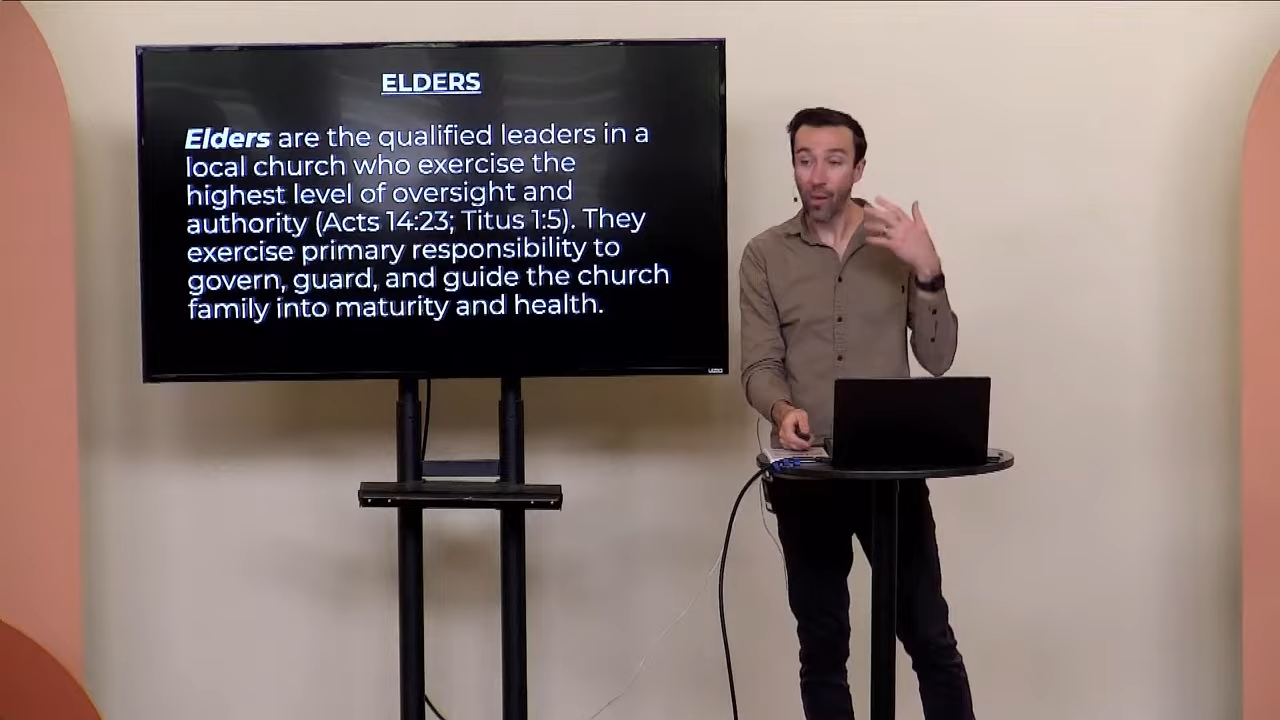 ELDERS
Elders are the qualified leaders in a
local church who exercise the
highest level of oversight and
authority (Acts 14:23; Titus 1:5). They
exercise primary responsibility to
govern, guard, and guide the church
family into maturity and health.
VIZIO